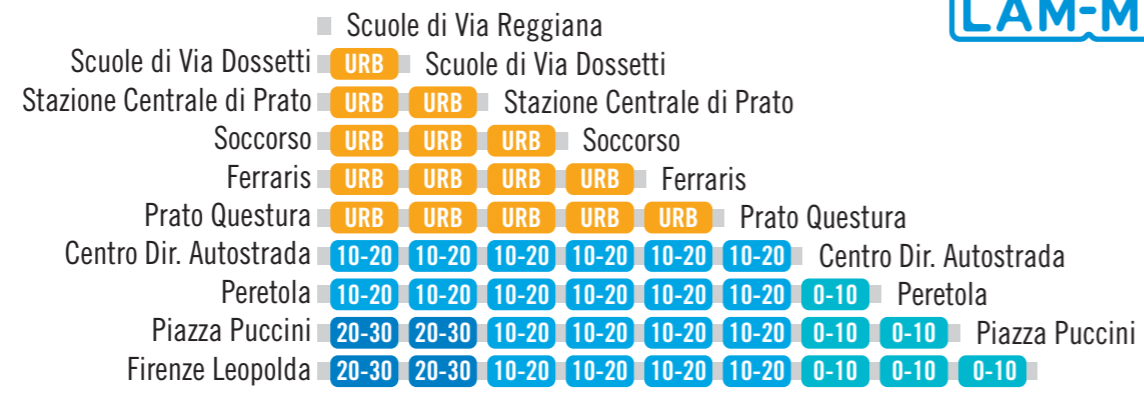 LAM-M
Scuole di Via Reggiana
Scuole di Via Dossetti URB Scuole di Via Dossetti
Stazione Centrale di Prato URB URB Stazione Centrale di Prato
Soccorso URB URB URB Soccorso
Ferraris URB URB URB URB Ferraris
Prato Questura URB URB URB URB URB Prato Questura
Centro Dir. Autostrada 10-20 10-20 10-20 10-20 10-20 10-20 Centro Dir. Autostrada
Peretola 10-20 10-20 10-20 10-20 10-20 10-20 0-10 Peretola
Piazza Puccini 20-30 20-30 10-20 10-20 10-20 10-20 0-10 0-10 Piazza Puccini
Firenze Leopolda 20-30 20-30 10-20 10-20 10-20 10-20 0-10 0-10 0-10